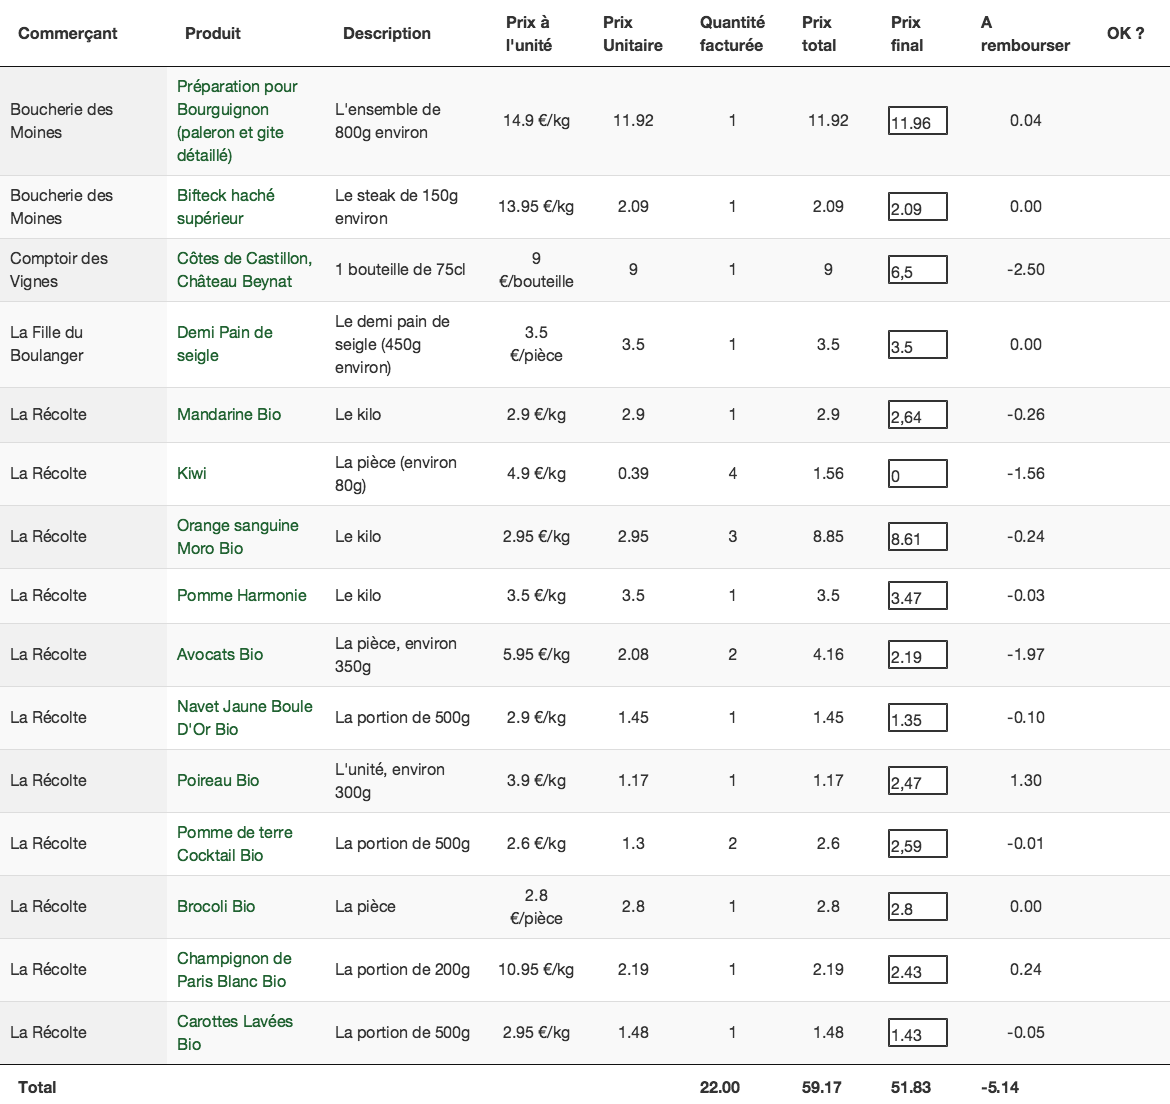 Commerçant Produit Description Prix à l'unité Prix Unitaire Quantité facturée Prix total Prix final A rembourser OK ?
Boucherie des Moines Préparation pour Bourguignon (paleron et gite détaillé) L'ensemble de 800g environ 14.9 €/kg 11.92 1 11.92 11.96 0.04
Boucherie des Moines Bifteck haché supérieur Le steak de 150g environ 13.95 €/kg 2.09 1 2.09 2.09 0.00
Comptoir des Vignes Côtes de Castillon, Château Beynat 1 bouteille de 75cl 9 €/bouteille 9 1 9 6,5 -2.50
La Fille du Boulanger Demi Pain de seigle Le demi pain de seigle (450g environ) 3.5 €/pièce 3.5 1 3.5 3.5 0.00
La Récolte Mandarine Bio Le kilo 2.9 €/kg 2.9 1 2.9 2,64 -0.26
La Récolte Kiwi La pièce (environ 80g) 4.9 €/kg 0.39 4 1.56 0 -1.56
La Récolte Orange sanguine Moro Bio Le kilo 2.95 €/kg 2.95 3 8.85 8.61 -0.24
La Récolte Pomme Harmonie Le kilo 3.5 €/kg 3.5 1 3.5 3.47 -0.03
La Récolte Avocats Bio La pièce, environ 350g 5.95 €/kg 2.08 2 4.16 2.19 -1.97
La Récolte Navet Jaune Boule D'Or Bio La portion de 500g 2.9 €/kg 1.45 1 1.45 1.35 -0.10
La Récolte Poireau Bio L'unité, environ 300g 3.9 €/kg 1.17 1 1.17 2,47 1.30
La Récolte Pomme de terre Cocktail Bio La portion de 500g 2.6 €/kg 1.3 2 2.6 2,59 -0.01
La Récolte Brocoli Bio La pièce 2.8 €/pièce 2.8 1 2.8 2.8 0.00
La Récolte Champignon de Paris Blanc Bio La portion de 200g 10.95 €/kg 2.19 1 2.19 2.43 0.24
La Récolte Carottes Lavées Bio La portion de 500g 2.95 €/kg 1.48 1 1.48 1.43 -0.05
Total 22.00 59.17 51.83 -5.14